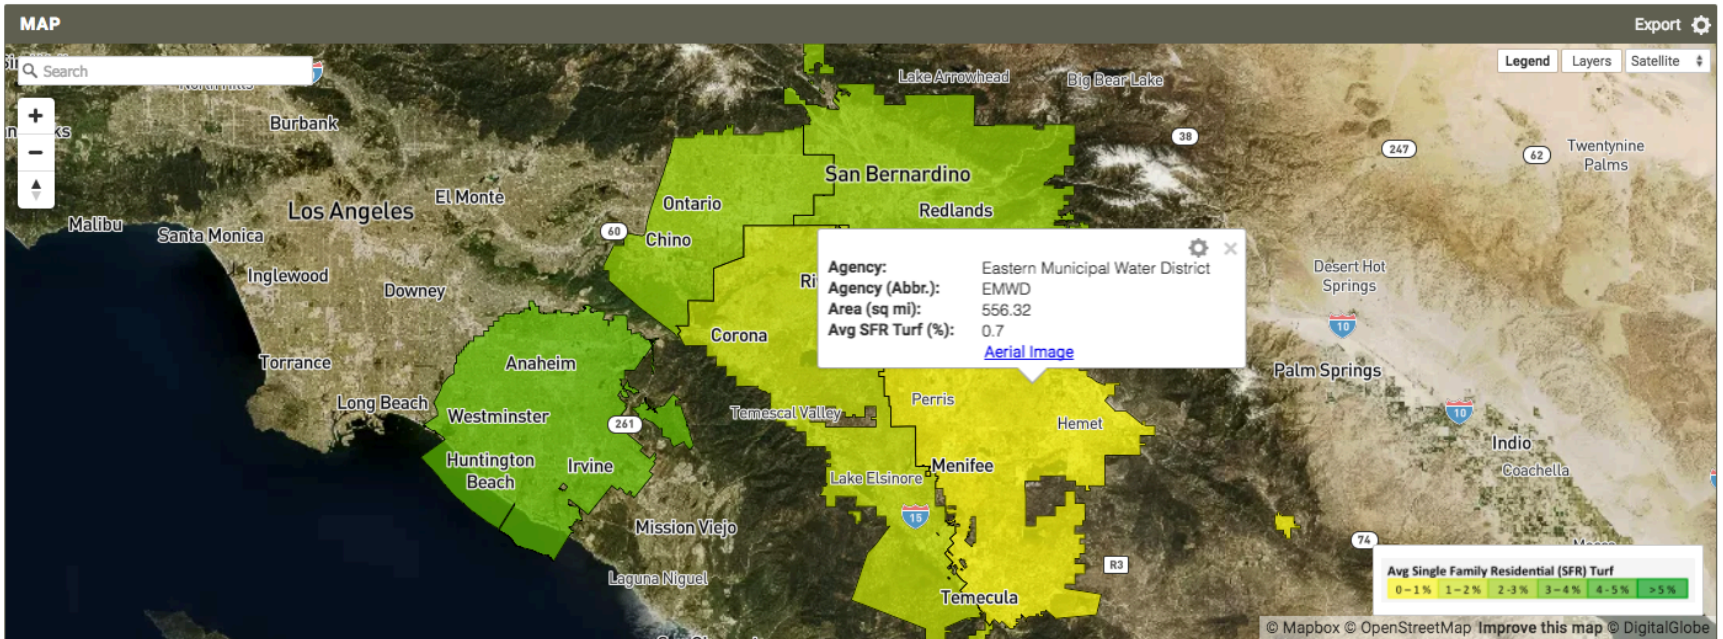 MAP
Export
Search
Legend
Layers
Satellite
Lake Arrowhead
Big Bear Lake
North Hills
Burbank
38
247
62
Twentynine
Palms
San Bernardino
El Monte
Ontario
Los Angeles
Redlands
Malibu
Santa Monica
60
Chino
Inglewood
Downey
Agency: Eastern Municipal Water District
Agency (Abbr.): EMWD
Area (sq mi): 556.32
Avg SFR Turf (%): 0.7
Aerial Image
Desert Hot
Springs
10
Corona
Torrance
Anaheim
Palm Springs
Long Beach
Westminster
261
Temescal Valley
Perris
Hemet
10
Indio
Coachella
Huntington
Beach
Irvine
Menifee
Lake Elsinore
15
Mission Viejo
74
R3
Laguna Niguel
Temecula
Avg Single Family Residential (SFR) Turf
0 – 1 % 1 – 2 % 2 -3 % 3 – 4 % 4 - 5 % > 5 %
© Mapbox © OpenStreetMap Improve this map © DigitalGlobe